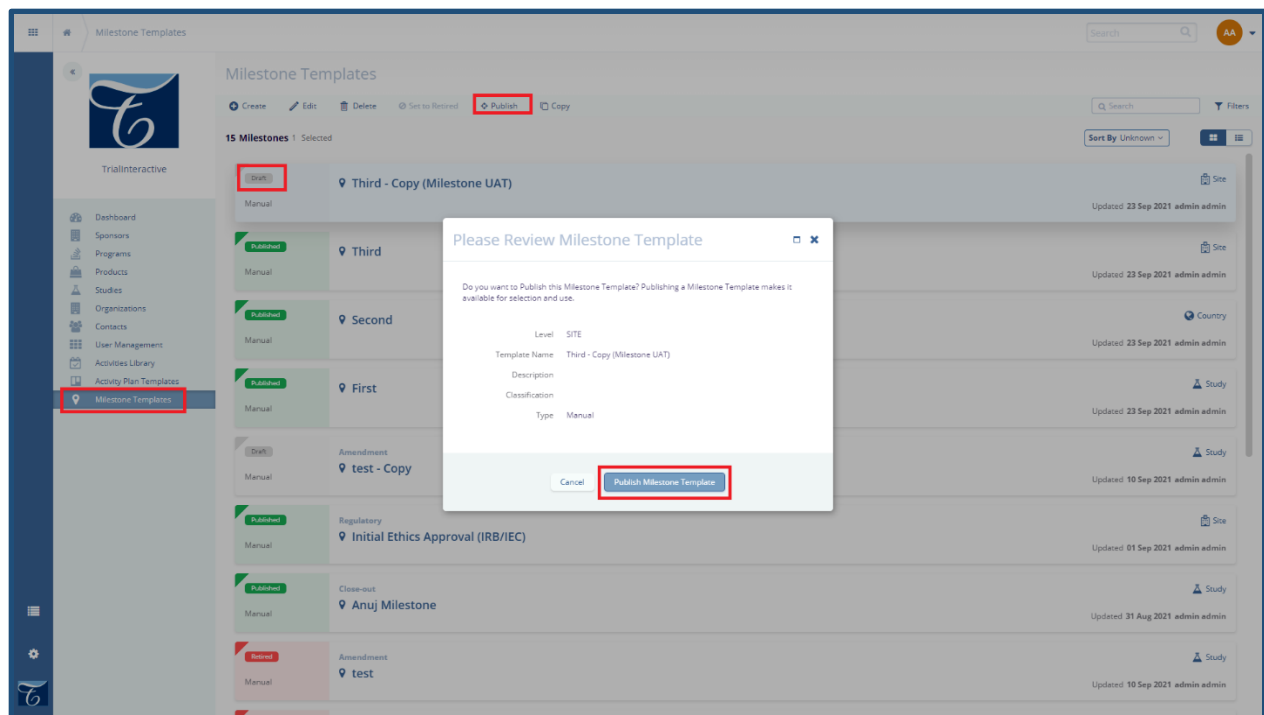 Milestone Templates
Search
AA
TrialInteractive
Dashboard
Sponsors
Programs
Products
Studies
Organizations
Contacts
User Management
Activities Library
Activity Plan Templates
Milestone Templates
Milestone Templates
Create Edit Delete Set to Retired Publish Copy
Search Filters
15 Milestones 1 Selected
Sort By Unknown
Draft
Manual
Third - Copy (Milestone UAT)
Site
Updated 23 Sep 2021 admin admin
Published
Manual
Third
Site
Updated 23 Sep 2021 admin admin
Published
Manual
Second
Country
Updated 23 Sep 2021 admin admin
Published
Manual
First
Study
Updated 23 Sep 2021 admin admin
Draft
Manual
Amendment
test - Copy
Study
Updated 10 Sep 2021 admin admin
Published
Manual
Regulatory
Initial Ethics Approval (IRB/IEC)
Site
Updated 01 Sep 2021 admin admin
Published
Manual
Close-out
Anuj Milestone
Study
Updated 31 Aug 2021 admin admin
Retired
Manual
Amendment
test
Study
Updated 10 Sep 2021 admin admin
Please Review Milestone Template
Do you want to Publish this Milestone Template? Publishing a Milestone Template makes it
available for selection and use.
Level SITE
Template Name Third - Copy (Milestone UAT)
Description
Classification
Type Manual
Cancel Publish Milestone Template